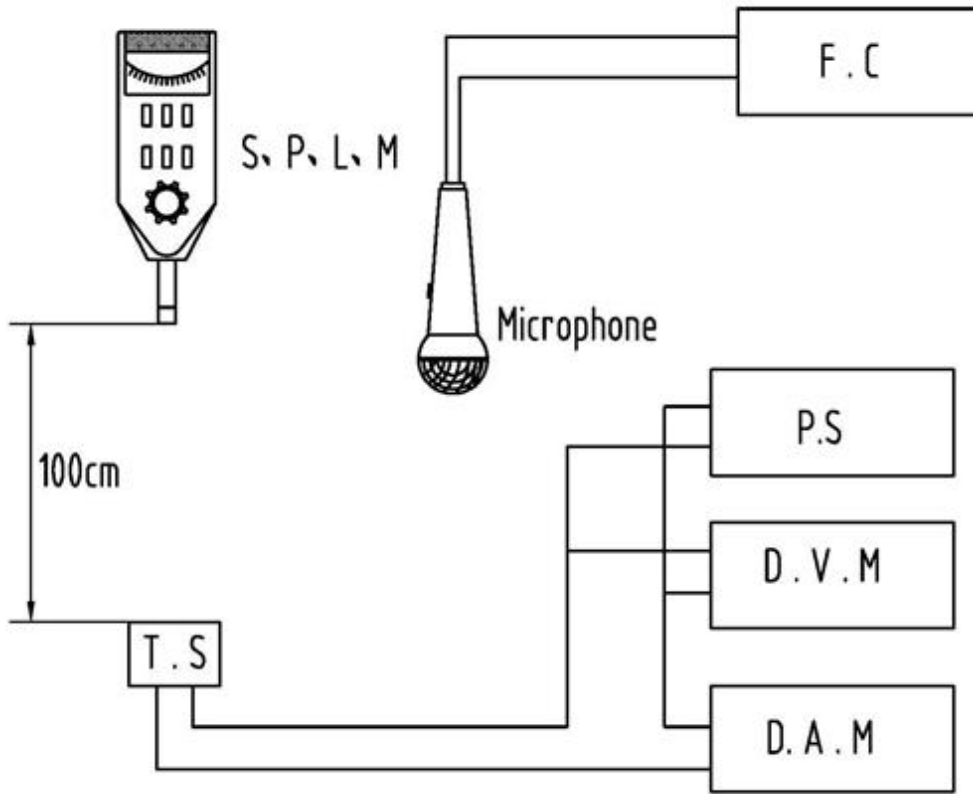 F.C
S、P、L、M
Microphone
100cm
P.S
D.V.M
T.S
D.A.M